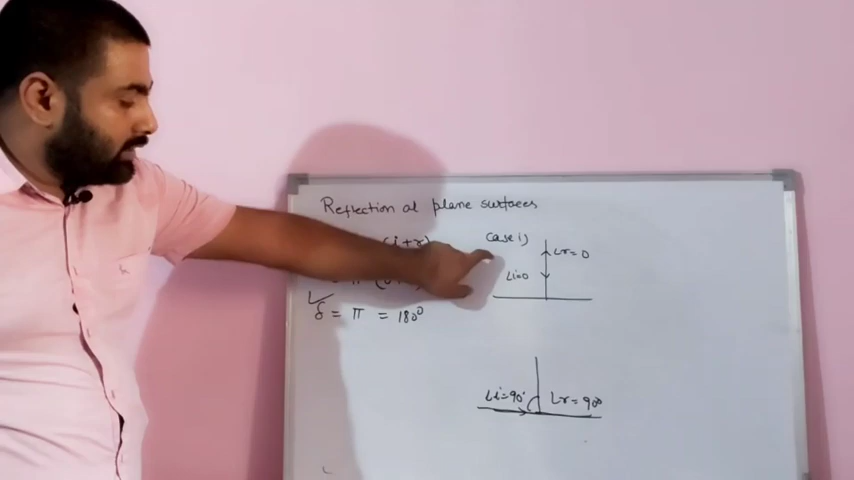 Reflection at plane surfaces
(i+r)
δ = π = 180°
Case i)
∠r=0
∠i=0
∠i=90°
∠r=90